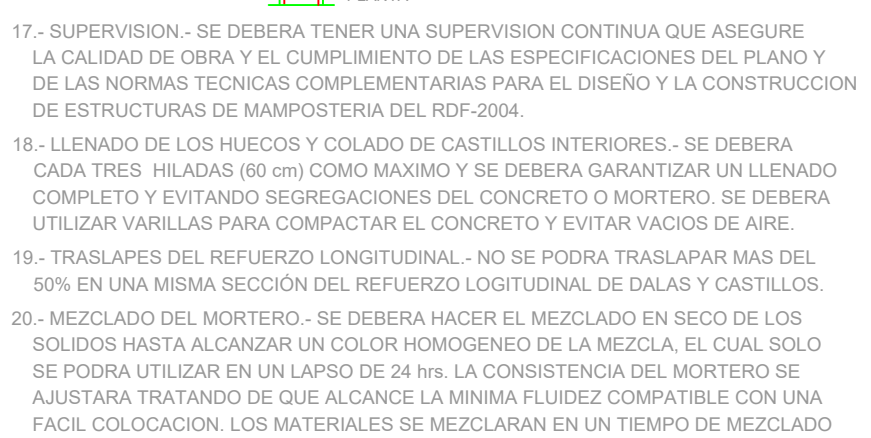 17.- SUPERVISION.- SE DEBERA TENER UNA SUPERVISION CONTINUA QUE ASEGURE
LA CALIDAD DE OBRA Y EL CUMPLIMIENTO DE LAS ESPECIFICACIONES DEL PLANO Y
DE LAS NORMAS TECNICAS COMPLEMENTARIAS PARA EL DISEÑO Y LA CONSTRUCCION
DE ESTRUCTURAS DE MAMPOSTERIA DEL RDF-2004.
18.- LLENADO DE LOS HUECOS Y COLADO DE CASTILLOS INTERIORES.- SE DEBERA
CADA TRES HILADAS (60 cm) COMO MAXIMO Y SE DEBERA GARANTIZAR UN LLENADO
COMPLETO Y EVITANDO SEGREGACIONES DEL CONCRETO O MORTERO. SE DEBERA
UTILIZAR VARILLAS PARA COMPACTAR EL CONCRETO Y EVITAR VACIOS DE AIRE.
19.- TRASLAPES DEL REFUERZO LONGITUDINAL.- NO SE PODRA TRASLAPAR MAS DEL
50% EN UNA MISMA SECCIÓN DEL REFUERZO LOGITUDINAL DE DALAS Y CASTILLOS.
20.- MEZCLADO DEL MORTERO.- SE DEBERA HACER EL MEZCLADO EN SECO DE LOS
SOLIDOS HASTA ALCANZAR UN COLOR HOMOGENEO DE LA MEZCLA, EL CUAL SOLO
SE PODRA UTILIZAR EN UN LAPSO DE 24 hrs. LA CONSISTENCIA DEL MORTERO SE
AJUSTARA TRATANDO DE QUE ALCANCE LA MINIMA FLUIDEZ COMPATIBLE CON UNA
FACIL COLOCACION. LOS MATERIALES SE MEZCLARAN EN UN TIEMPO DE MEZCLADO